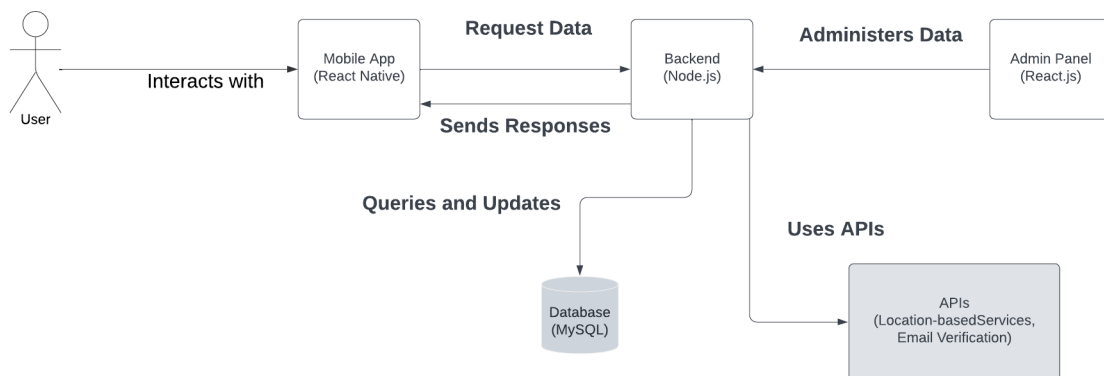 Request Data
Administers Data
Mobile App
(React Native)
Backend
(Node.js)
Admin Panel
(React.js)
Interacts with
User
Sends Responses
Queries and Updates
Uses APIs
Database
(MySQL)
APIs
(Location-basedServices,
Email Verification)